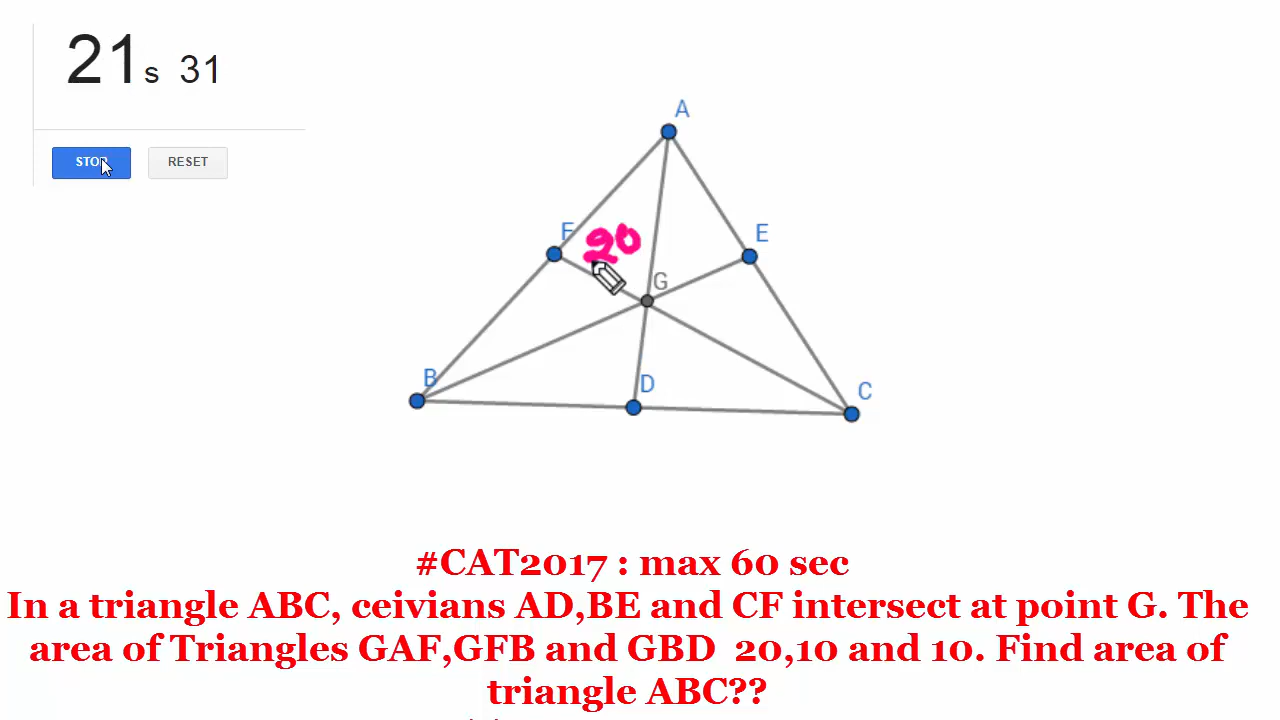 21s 31
STOP
RESET
A
F
20
E
G
B
D
C
#CAT2017 : max 60 sec
In a triangle ABC, ceivians AD,BE and CF intersect at point G. The
area of Triangles GAF,GFB and GBD 20,10 and 10. Find area of
triangle ABC??